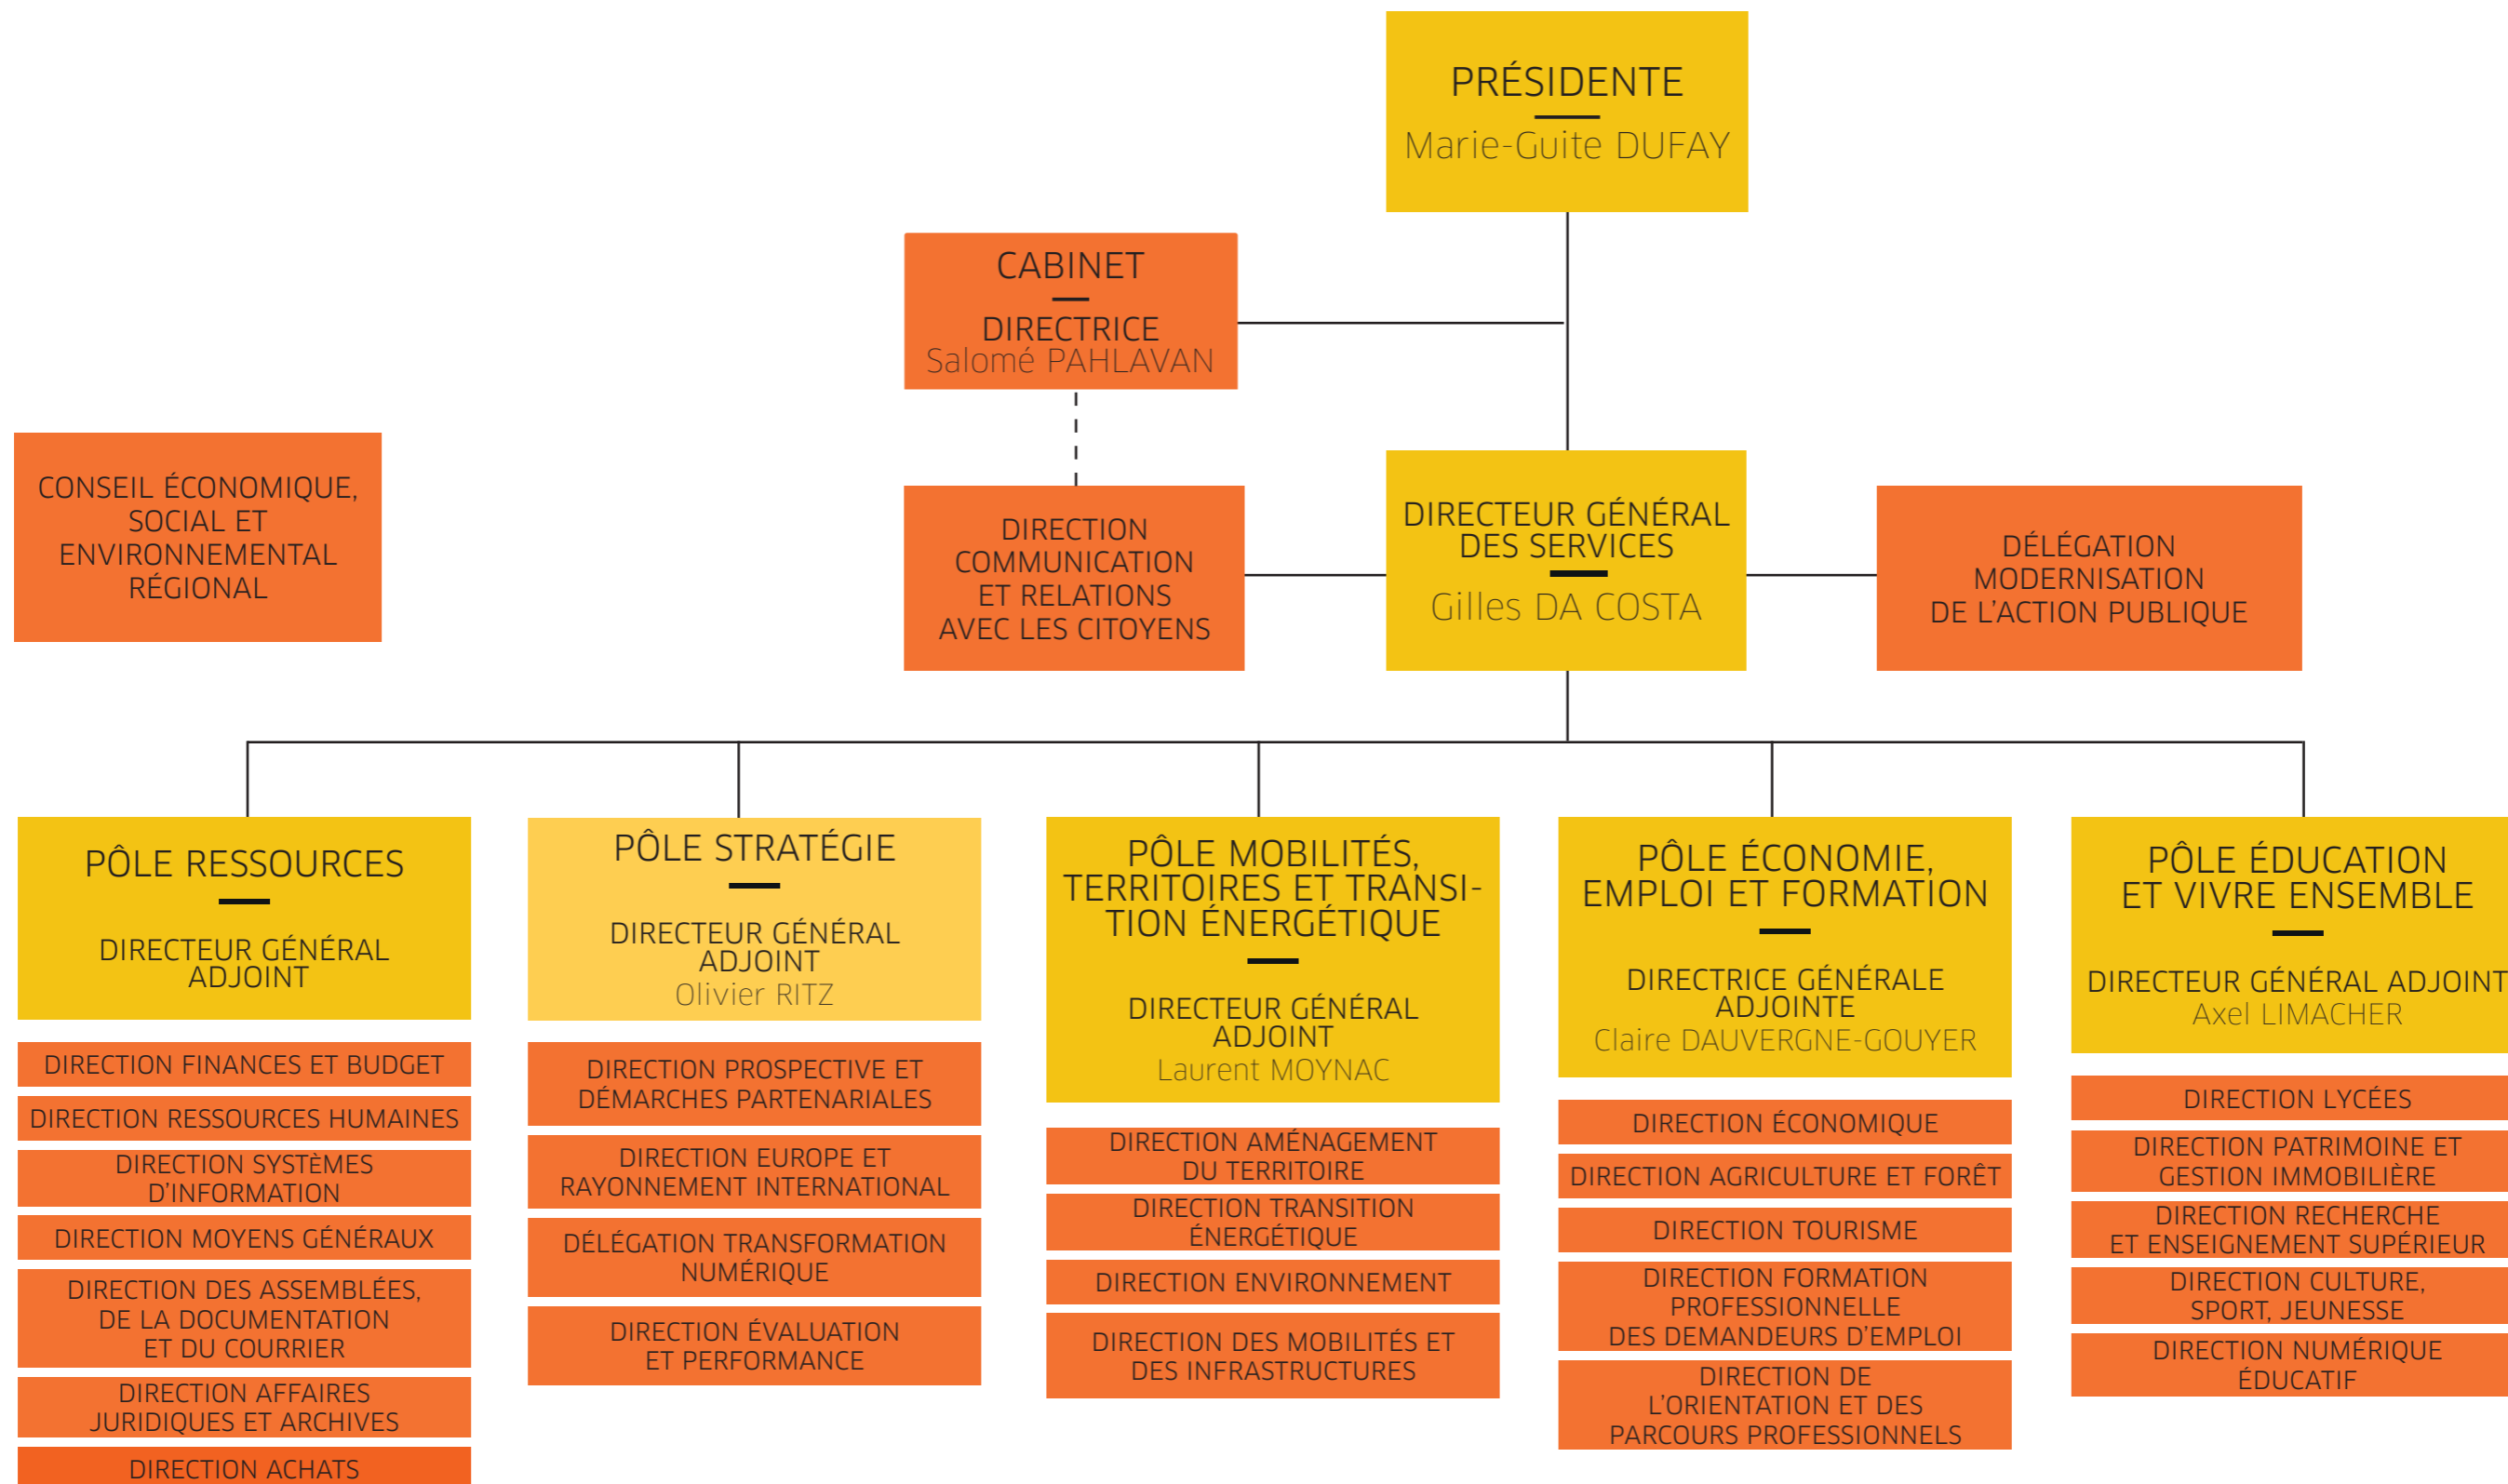 PRÉSIDENTE
Marie-Guite DUFAY
CABINET
DIRECTRICE
Salomé PAHLAVAN
CONSEIL ÉCONOMIQUE,
SOCIAL ET
ENVIRONNEMENTAL
RÉGIONAL
DIRECTION
COMMUNICATION
ET RELATIONS
AVEC LES CITOYENS
DIRECTEUR GÉNÉRAL
DES SERVICES
Gilles DA COSTA
DÉLÉGATION
MODERNISATION
DE L'ACTION PUBLIQUE
PÔLE RESSOURCES
DIRECTEUR GÉNÉRAL
ADJOINT
DIRECTION FINANCES ET BUDGET
DIRECTION RESSOURCES HUMAINES
DIRECTION SYSTÈMES
D'INFORMATION
DIRECTION MOYENS GÉNÉRAUX
DIRECTION DES ASSEMBLÉES,
DE LA DOCUMENTATION
ET DU COURRIER
DIRECTION AFFAIRES
JURIDIQUES ET ARCHIVES
DIRECTION ACHATS
PÔLE STRATÉGIE
DIRECTEUR GÉNÉRAL
ADJOINT
Olivier RITZ
DIRECTION PROSPECTIVE ET
DÉMARCHES PARTENARIALES
DIRECTION EUROPE ET
RAYONNEMENT INTERNATIONAL
DÉLÉGATION TRANSFORMATION
NUMÉRIQUE
DIRECTION ÉVALUATION
ET PERFORMANCE
PÔLE MOBILITÉS,
TERRITOIRES ET TRANSI-
TION ÉNERGÉTIQUE
DIRECTEUR GÉNÉRAL
ADJOINT
Laurent MOYNAC
DIRECTION AMÉNAGEMENT
DU TERRITOIRE
DIRECTION TRANSITION
ÉNERGÉTIQUE
DIRECTION ENVIRONNEMENT
DIRECTION DES MOBILITÉS ET
DES INFRASTRUCTURES
PÔLE ÉCONOMIE,
EMPLOI ET FORMATION
DIRECTRICE GÉNÉRALE
ADJOINTE
Claire DAUVERGNE-GOUYER
DIRECTION ÉCONOMIQUE
DIRECTION AGRICULTURE ET FORÊT
DIRECTION TOURISME
DIRECTION FORMATION
PROFESSIONNELLE
DES DEMANDEURS D'EMPLOI
DIRECTION DE
L'ORIENTATION ET DES
PARCOURS PROFESSIONNELS
PÔLE ÉDUCATION
ET VIVRE ENSEMBLE
DIRECTEUR GÉNÉRAL ADJOINT
Axel LIMACHER
DIRECTION LYCÉES
DIRECTION PATRIMOINE ET
GESTION IMMOBILIÈRE
DIRECTION RECHERCHE
ET ENSEIGNEMENT SUPÉRIEUR
DIRECTION CULTURE,
SPORT, JEUNESSE
DIRECTION NUMÉRIQUE
ÉDUCATIF